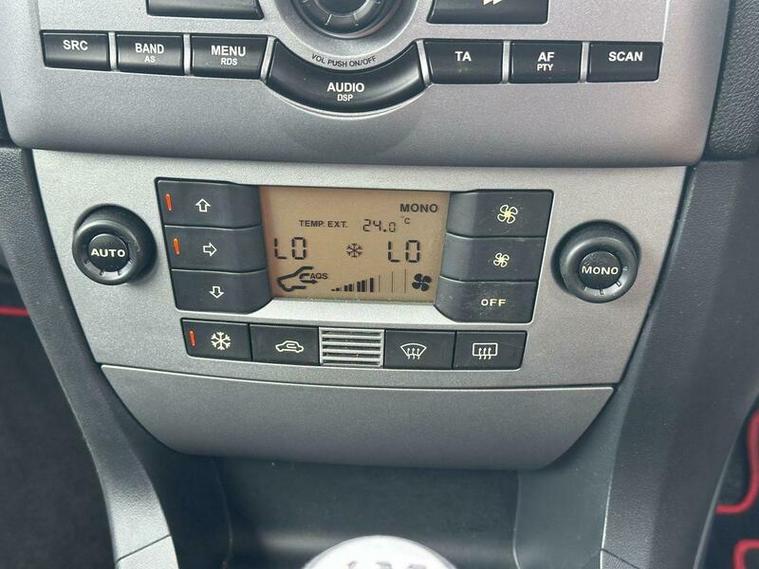 SRC
BAND
AS
MENU
RDS
VOL PUSH ON/OFF
AUDIO
DSP
TA
AF
PTY
SCAN
MONO
TEMP. EXT. 24.0 °C
LO LO
AQS
AUTO
MONO
OFF